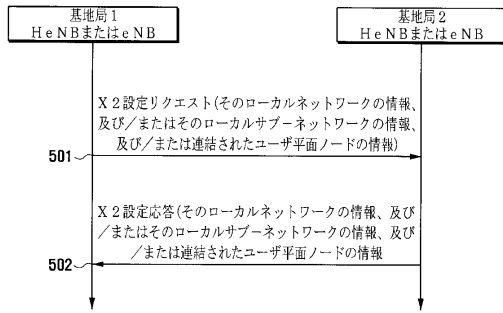 基地局1
HeNBまたはeNB
基地局2
HeNBまたはeNB
X2設定リクエスト(そのローカルネットワークの情報、
及び/またはそのローカルサブ−ネットワークの情報、
及び/または連結されたユーザ平面ノードの情報)
501
X2設定応答(そのローカルネットワークの情報、及び
/またはそのローカルサブ−ネットワークの情報、及び
/または連結されたユーザ平面ノードの情報
502